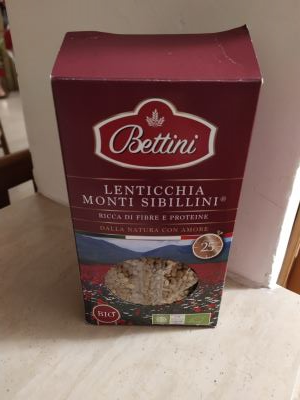 Bettini
LENTICCHIA
MONTI SIBILLINI®
RICCA DI FIBRE E PROTEINE
DALLA NATURA CON AMORE
25
BIO